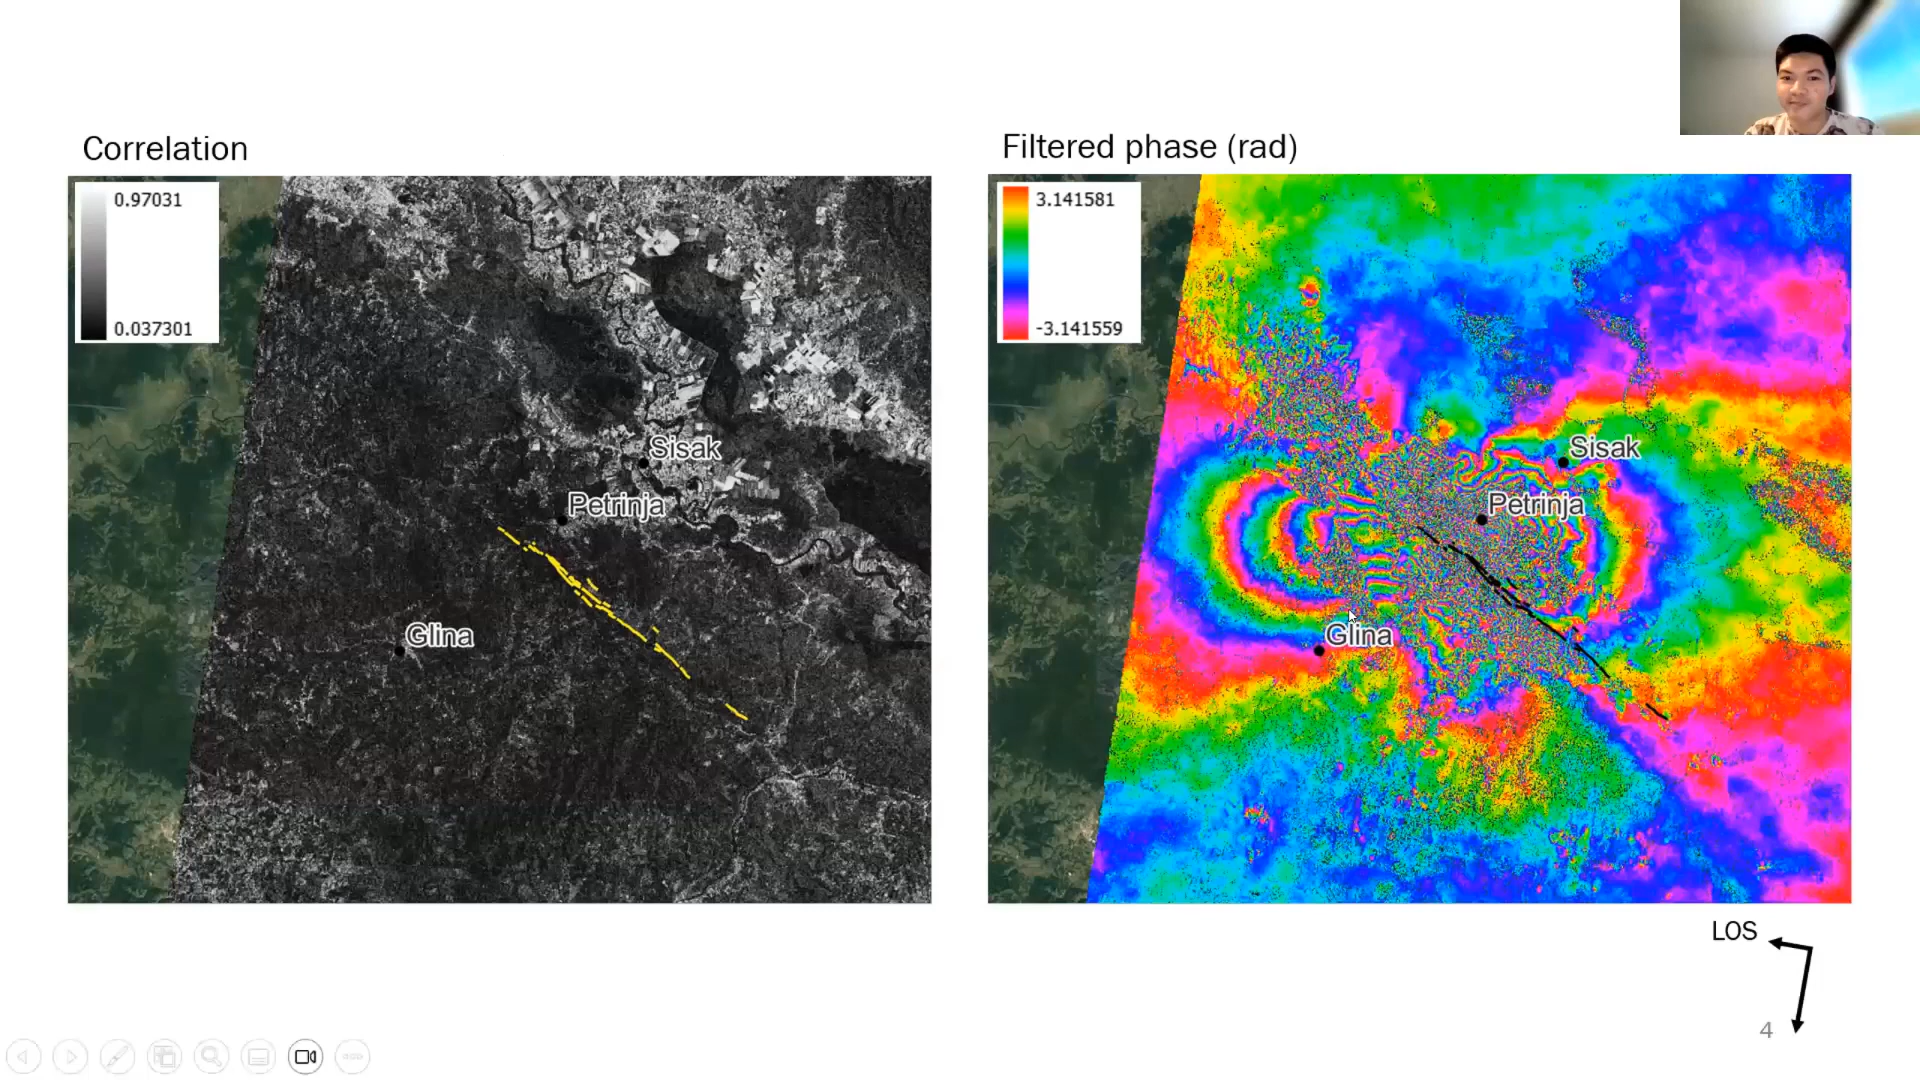 Correlation
0.97031
0.037301
Sisak
Petrinja
Glina
Filtered phase (rad)
3.141581
-3.141559
Sisak
Petrinja
Glina
LOS
4